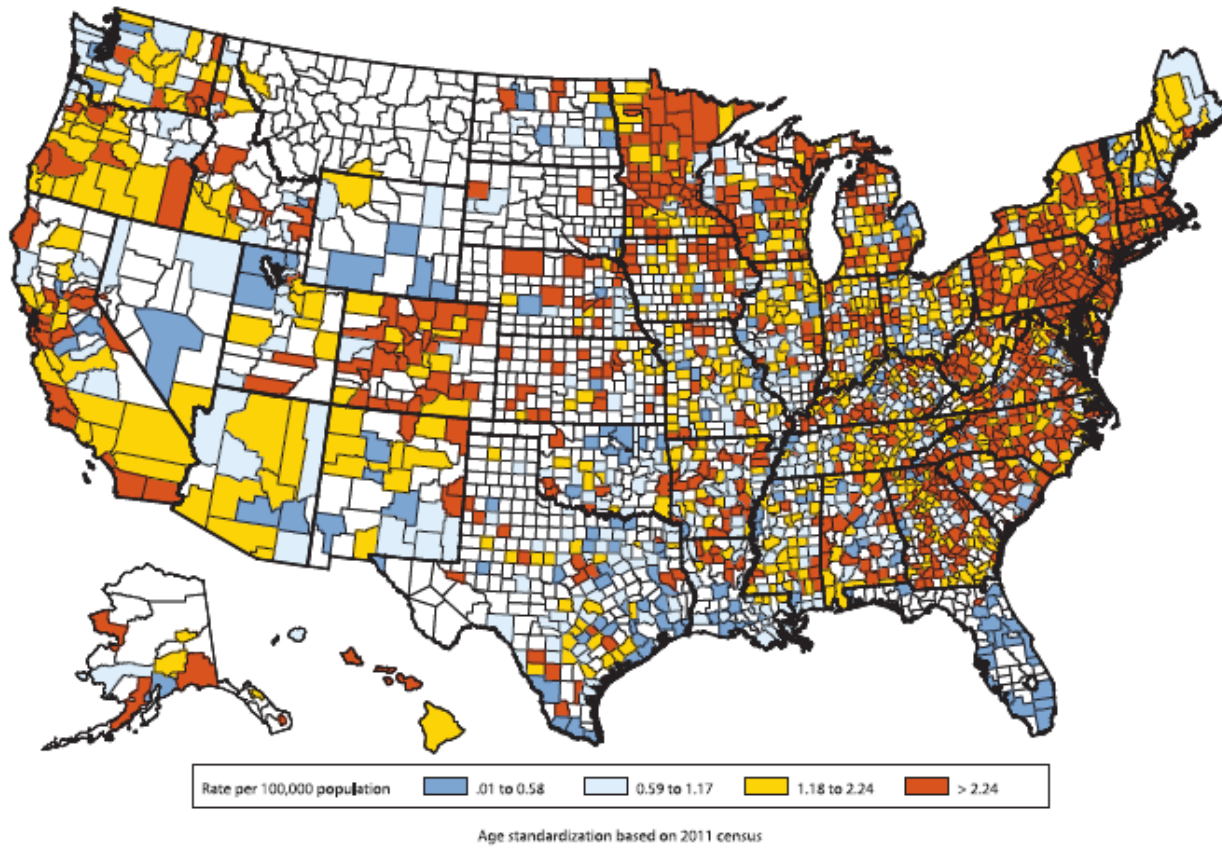 Rate per 100,000 population .01 to 0.58 0.59 to 1.17 1.18 to 2.24 > 2.24
Age standardization based on 2011 census